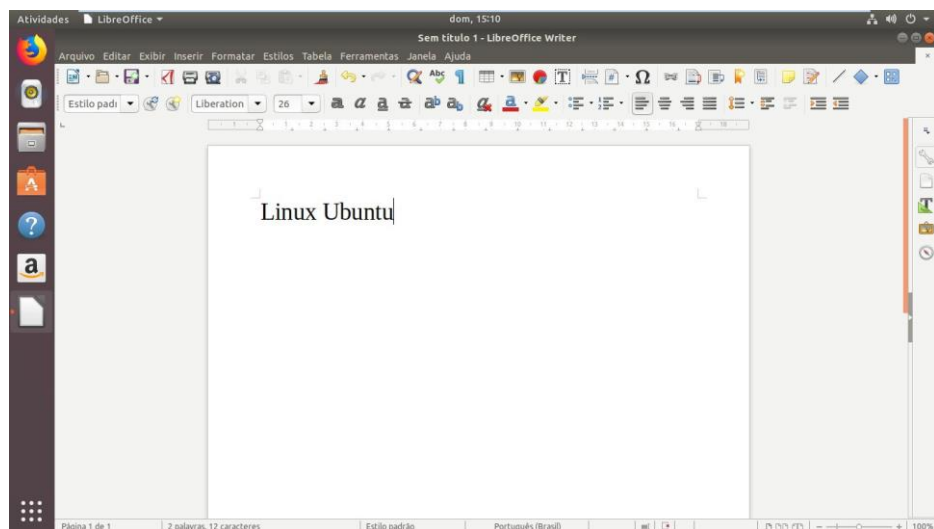 Atividades LibreOffice dom, 15:10
Sem título 1 - LibreOffice Writer
Arquivo Editar Exibir Inserir Formatar Estilos Tabela Ferramentas Janela Ajuda
Estilo padr Liberation 26
Linux Ubuntu
Página 1 de 1 2 palavras, 12 caracteres Estilo padrão Português (Brasil) 100%